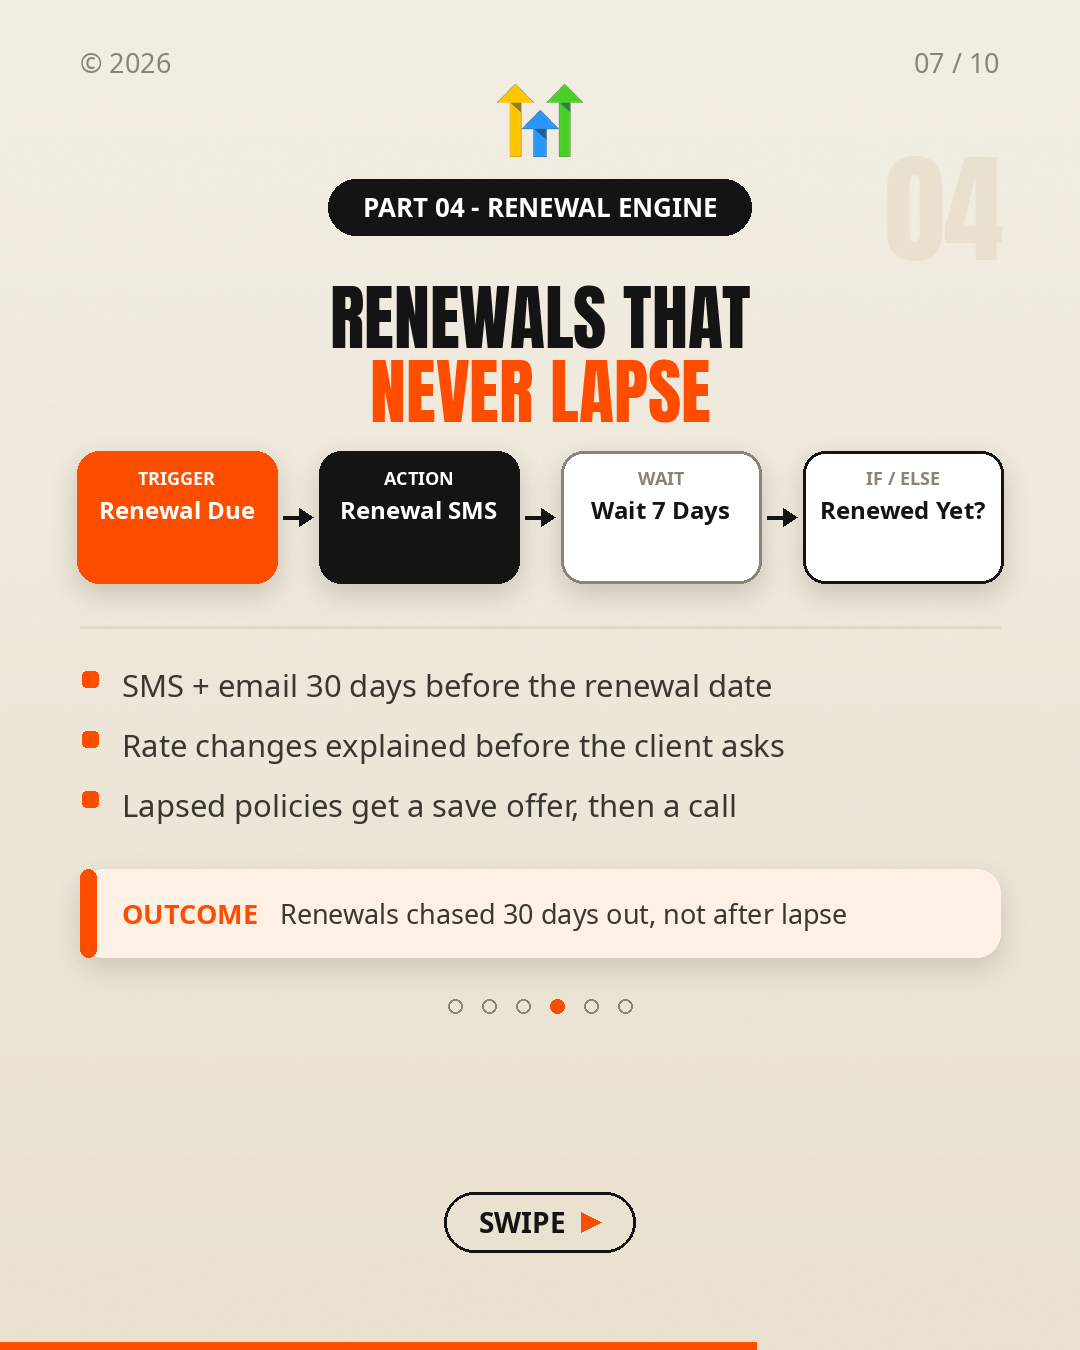 © 2026
07 / 10
PART 04 - RENEWAL ENGINE
04
RENEWALS THAT
NEVER LAPSE
TRIGGER
Renewal Due
ACTION
Renewal SMS
WAIT
Wait 7 Days
IF / ELSE
Renewed Yet?
SMS + email 30 days before the renewal date
Rate changes explained before the client asks
Lapsed policies get a save offer, then a call
OUTCOME Renewals chased 30 days out, not after lapse
SWIPE